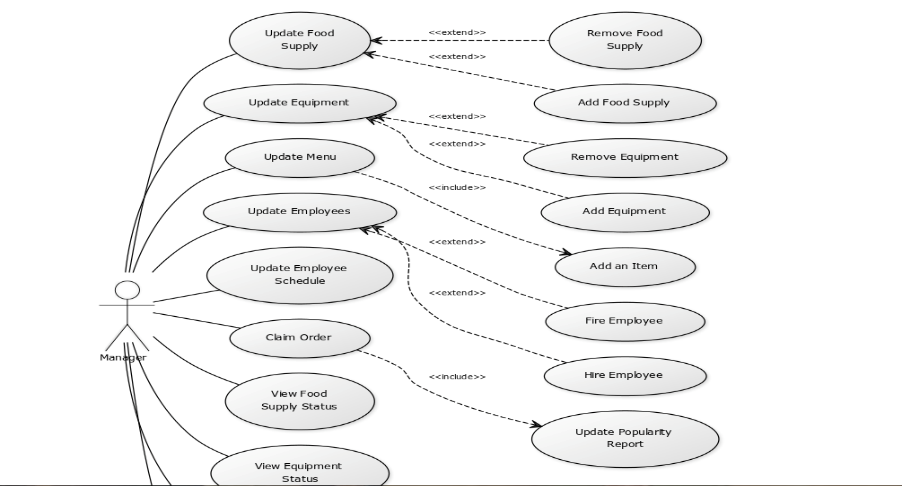 Update Food
Supply
<<extend>>
Remove Food
Supply
<<extend>>
Update Equipment
Add Food Supply
<<extend>>
<<extend>>
Update Menu
Remove Equipment
<<include>>
Update Employees
Add Equipment
<<extend>>
Update Employee
Schedule
Add an Item
<<extend>>
Fire Employee
Claim Order
Manager
<<include>>
Hire Employee
View Food
Supply Status
Update Popularity
Report
View Equipment
Status